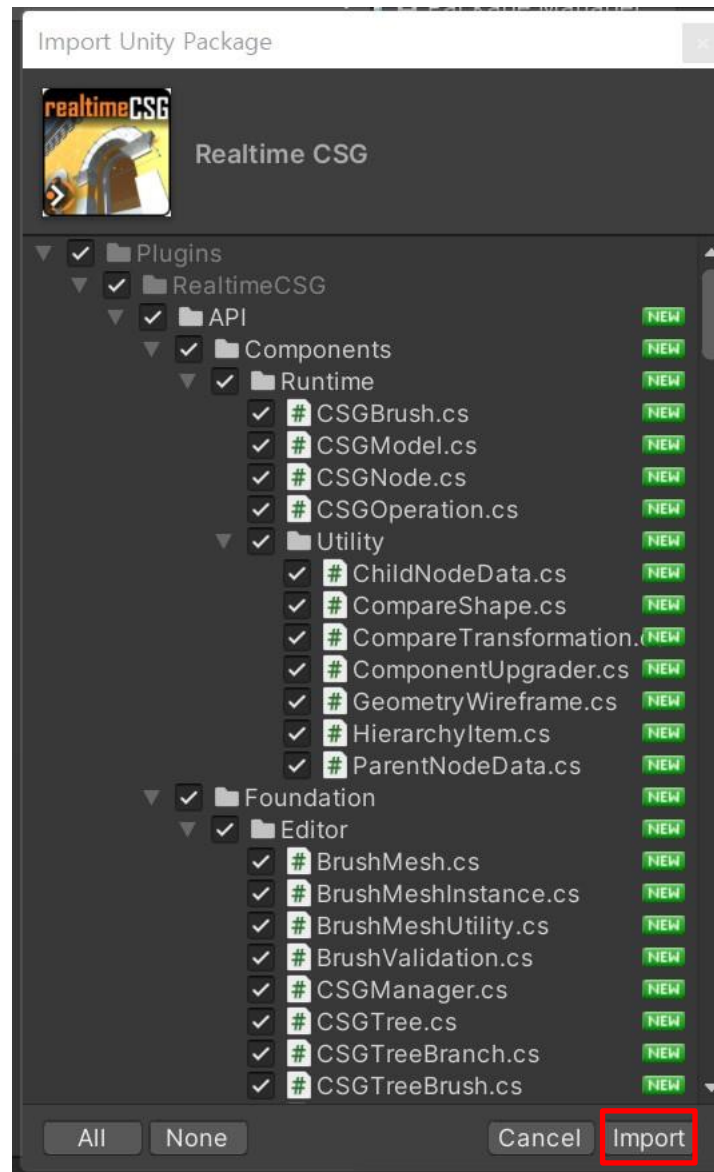 Package Manager
Import Unity Package
×
realtimeCSG
Realtime CSG
Plugins
RealtimeCSG
API NEW
Components NEW
Runtime NEW
# CSGBrush.cs NEW
# CSGModel.cs NEW
# CSGNode.cs NEW
# CSGOperation.cs NEW
Utility NEW
# ChildNodeData.cs NEW
# CompareShape.cs NEW
# CompareTransformation. NEW
# ComponentUpgrader.cs NEW
# GeometryWireframe.cs NEW
# HierarchyItem.cs NEW
# ParentNodeData.cs NEW
Foundation NEW
Editor NEW
# BrushMesh.cs NEW
# BrushMeshInstance.cs NEW
# BrushMeshUtility.cs NEW
# BrushValidation.cs NEW
# CSGManager.cs NEW
# CSGTree.cs NEW
# CSGTreeBranch.cs NEW
# CSGTreeBrush.cs NEW
All None Cancel Import